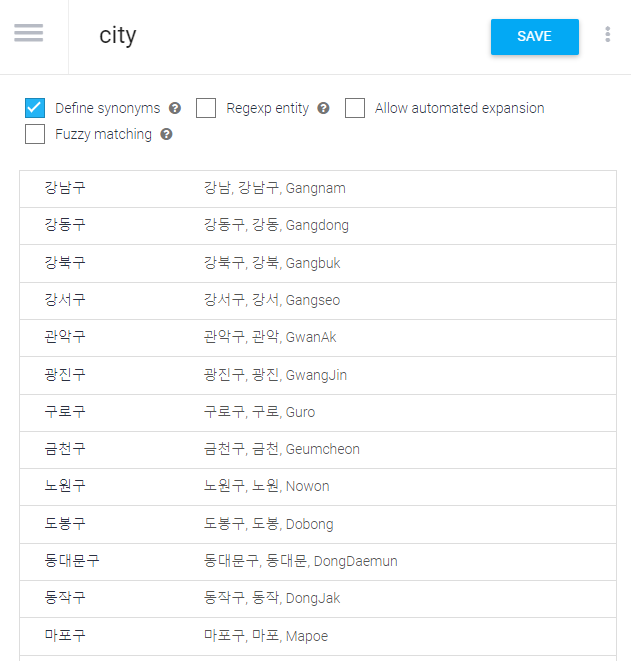 city
SAVE
Define synonyms ? Regexp entity ? Allow automated expansion
Fuzzy matching ?
강남구 강남, 강남구, Gangnam
강동구 강동구, 강동, Gangdong
강북구 강북구, 강북, Gangbuk
강서구 강서구, 강서, Gangseo
관악구 관악구, 관악, GwanAk
광진구 광진구, 광진, GwangJin
구로구 구로구, 구로, Guro
금천구 금천구, 금천, Geumcheon
노원구 노원구, 노원, Nowon
도봉구 도봉구, 도봉, Dobong
동대문구 동대문구, 동대문, DongDaemun
동작구 동작구, 동작, DongJak
마포구 마포구, 마포, Mapoe